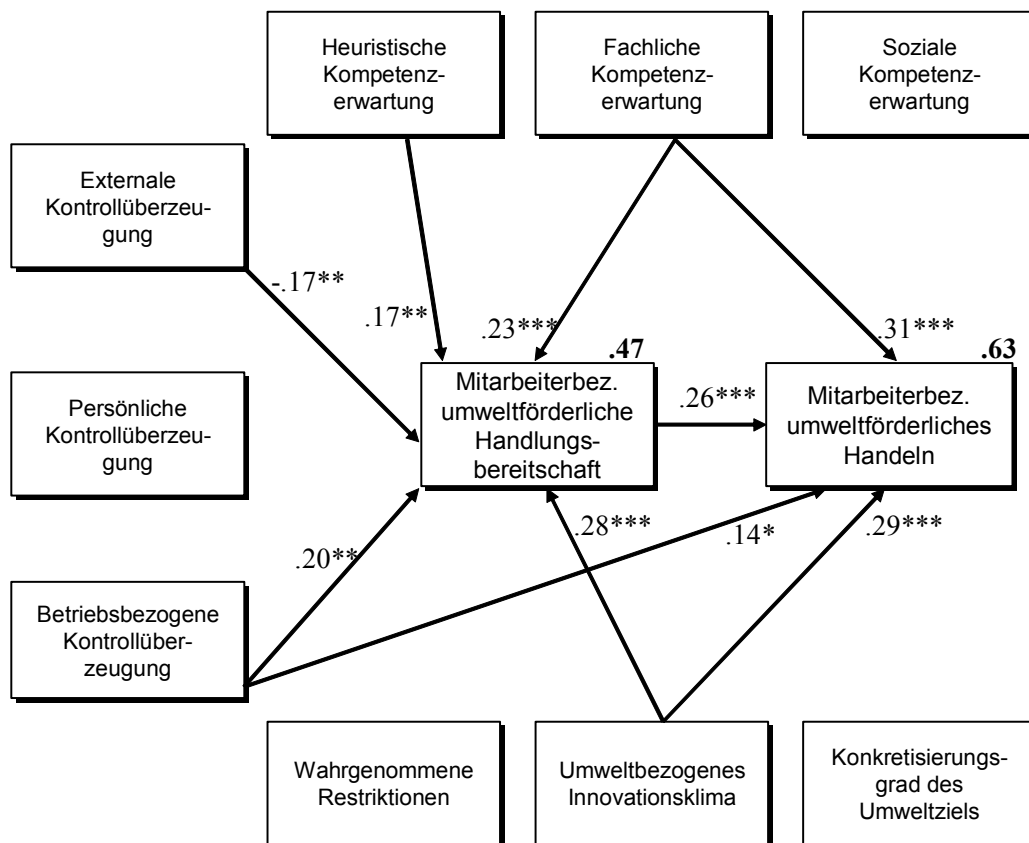 Heuristische
Kompetenz-
erwartung
Fachliche
Kompetenz-
erwartung
Soziale
Kompetenz-
erwartung
Externale
Kontrollüberzeu-
gung
-.17**
.17**
.23***
.31***
.47
.63
Persönliche
Kontrollüberzeu-
gung
Mitarbeiterbez.
umweltförderliche
Handlungs-
bereitschaft
.26***
Mitarbeiterbez.
umweltförderliches
Handeln
.20**
.28***
.14*
.29***
Betriebsbezogene
Kontrollüber-
zeugung
Wahrgenommene
Restriktionen
Umweltbezogenes
Innovationsklima
Konkretisierungs-
grad des
Umweltziels